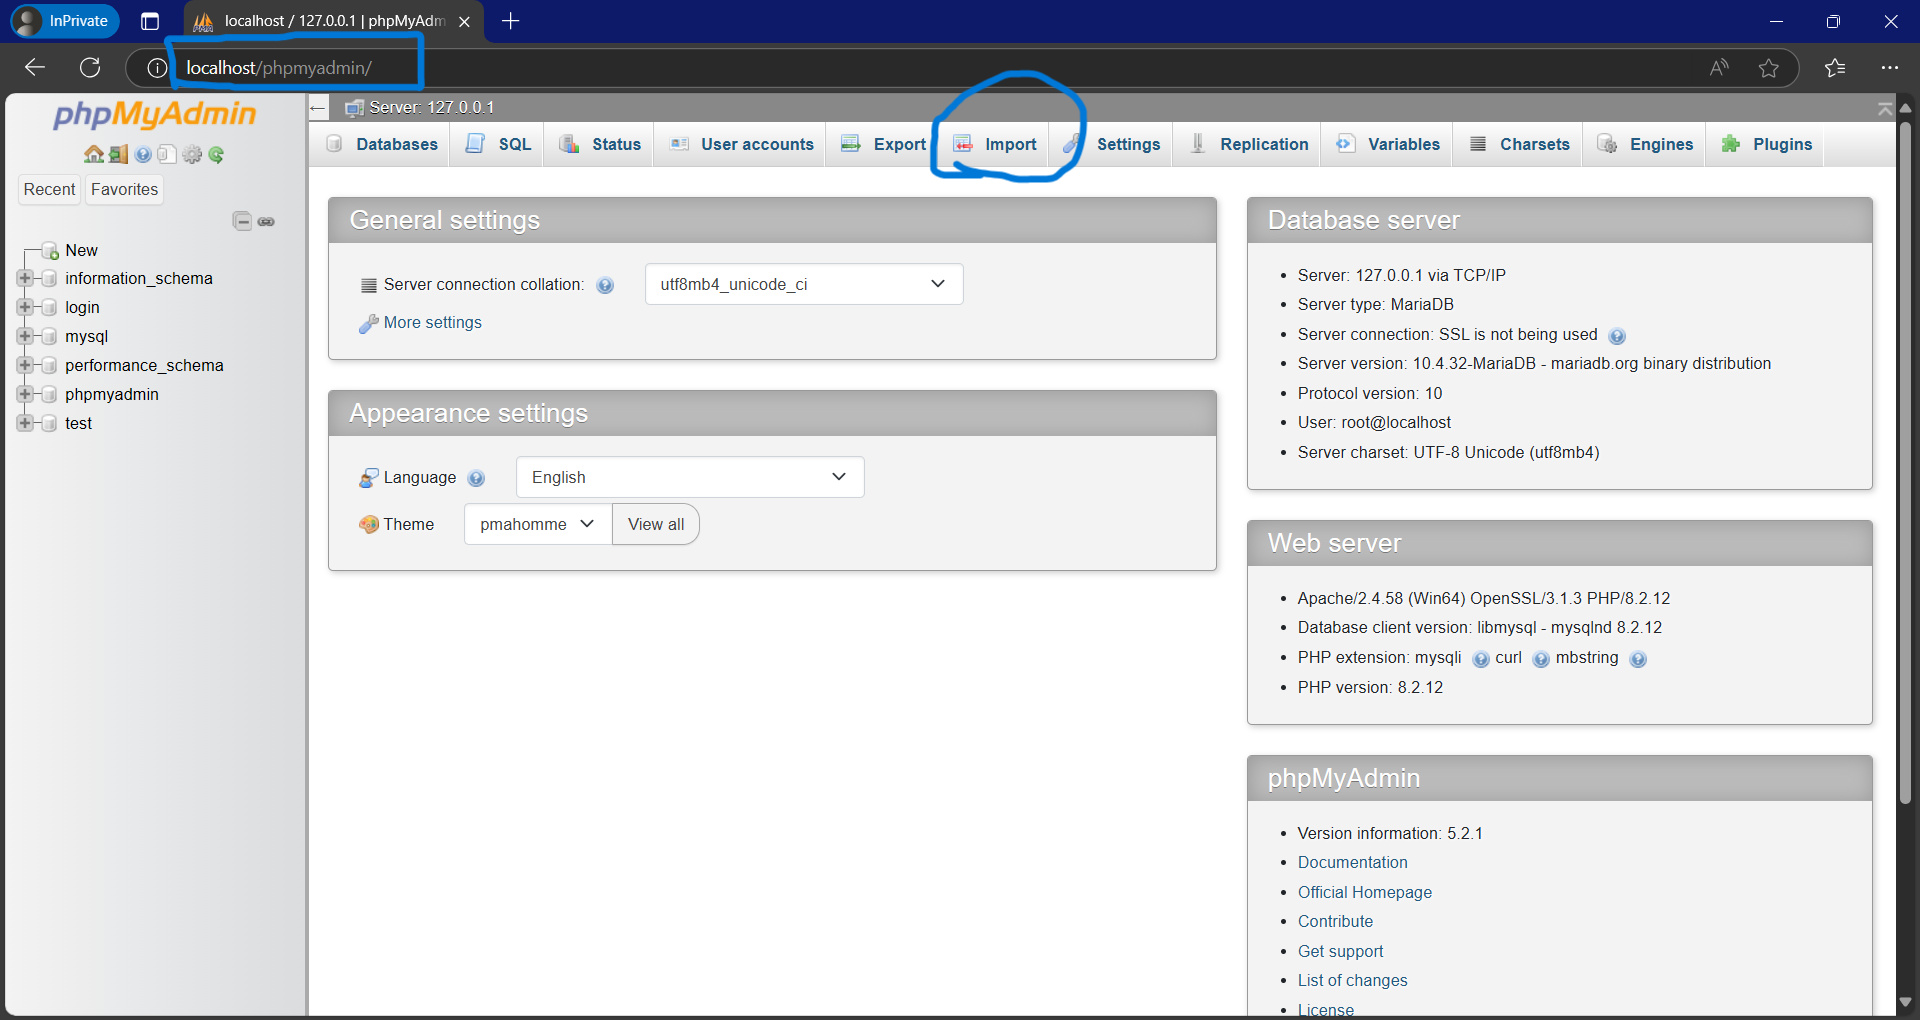 InPrivate
localhost / 127.0.0.1 | phpMyAdm
localhost/phpmyadmin/
phpMyAdmin
Recent
Favorites
New
information_schema
login
mysql
performance_schema
phpmyadmin
test
Server: 127.0.0.1
Databases
SQL
Status
User accounts
Export
Import
Settings
Replication
Variables
Charsets
Engines
Plugins
General settings
Server connection collation:
utf8mb4_unicode_ci
More settings
Appearance settings
Language
English
Theme
pmahomme
View all
Database server
Server: 127.0.0.1 via TCP/IP
Server type: MariaDB
Server connection: SSL is not being used
Server version: 10.4.32-MariaDB - mariadb.org binary distribution
Protocol version: 10
User: root@localhost
Server charset: UTF-8 Unicode (utf8mb4)
Web server
Apache/2.4.58 (Win64) OpenSSL/3.1.3 PHP/8.2.12
Database client version: libmysql - mysqlnd 8.2.12
PHP extension: mysqli curl mbstring
PHP version: 8.2.12
phpMyAdmin
Version information: 5.2.1
Documentation
Official Homepage
Contribute
Get support
List of changes
License